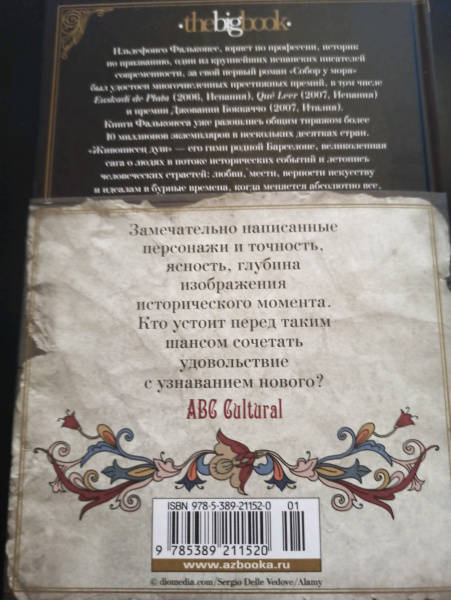 ·thebigbook·
Ильдефонсо Фальконес, юрист по профессии, историк
по призванию, один из крупнейших испанских писателей
современности, за свой первый роман «Собор у моря»
был удостоен многочисленных престижных премий, в том числе
Euskadi de Plata (2006, Испания), Qué Leer (2007, Испания)
и премии Джованни Боккаччо (2007, Италия).
Книги Фальконеса уже разошлись общим тиражом более
10 миллионов экземпляров в нескольких десятках стран.
«Живописец душ» — его гимн родной Барселоне, великолепная
сага о людях в потоке исторических событий и летопись
человеческих страстей: любви, мести, верности искусству
и идеалам в бурные времена, когда меняется абсолютно все,
Замечательно написанные
персонажи и точность,
ясность, глубина
изображения
исторического момента.
Кто устоит перед таким
шансом сочетать
удовольствие
с узнаванием нового?
ABC Cultural
ISBN 978-5-389-21152-0 01
9 785389 211520
www.azbooka.ru
© diomedia.com/Sergio Delle Vedove/Alamy